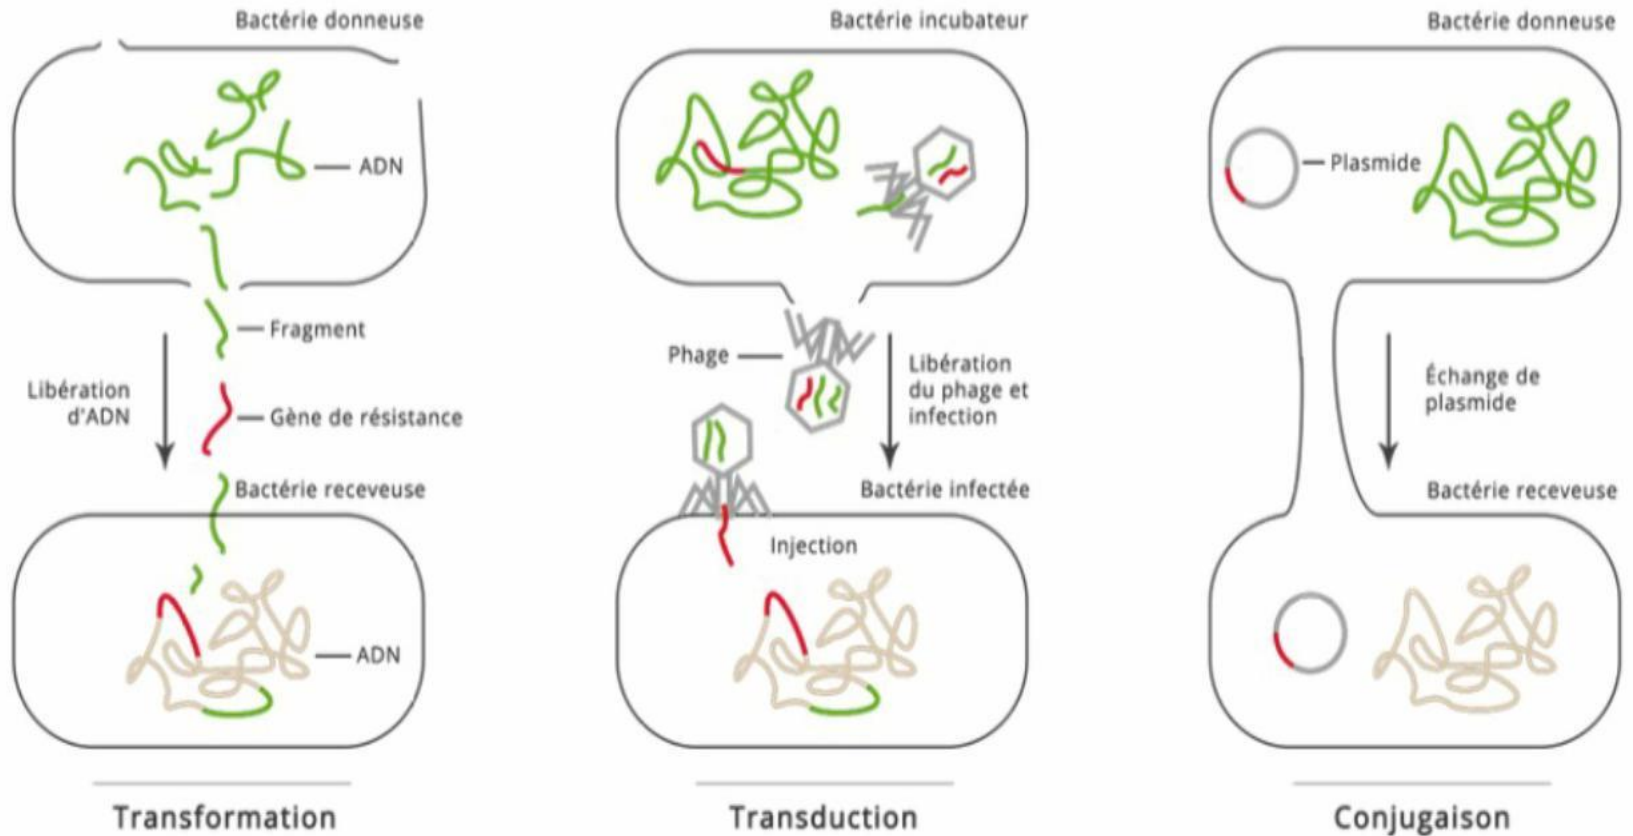 Bactérie donneuse
ADN
Fragment
Libération
d'ADN
Gène de résistance
Bactérie receveuse
ADN
Transformation
Bactérie incubateur
Phage
Libération
du phage et
infection
Bactérie infectée
Injection
Transduction
Bactérie donneuse
Plasmide
Échange de
plasmide
Bactérie receveuse
Conjugaison